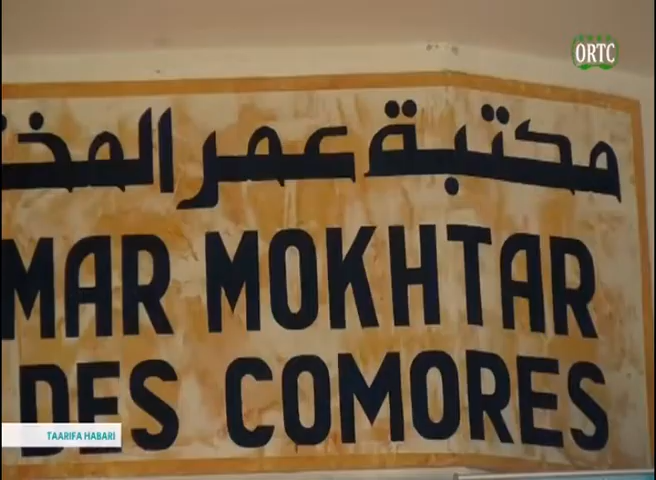 ORTC
مكتبة عمر المخ
MAR MOKHTAR
DES COMORES
TAARIFA HABARI